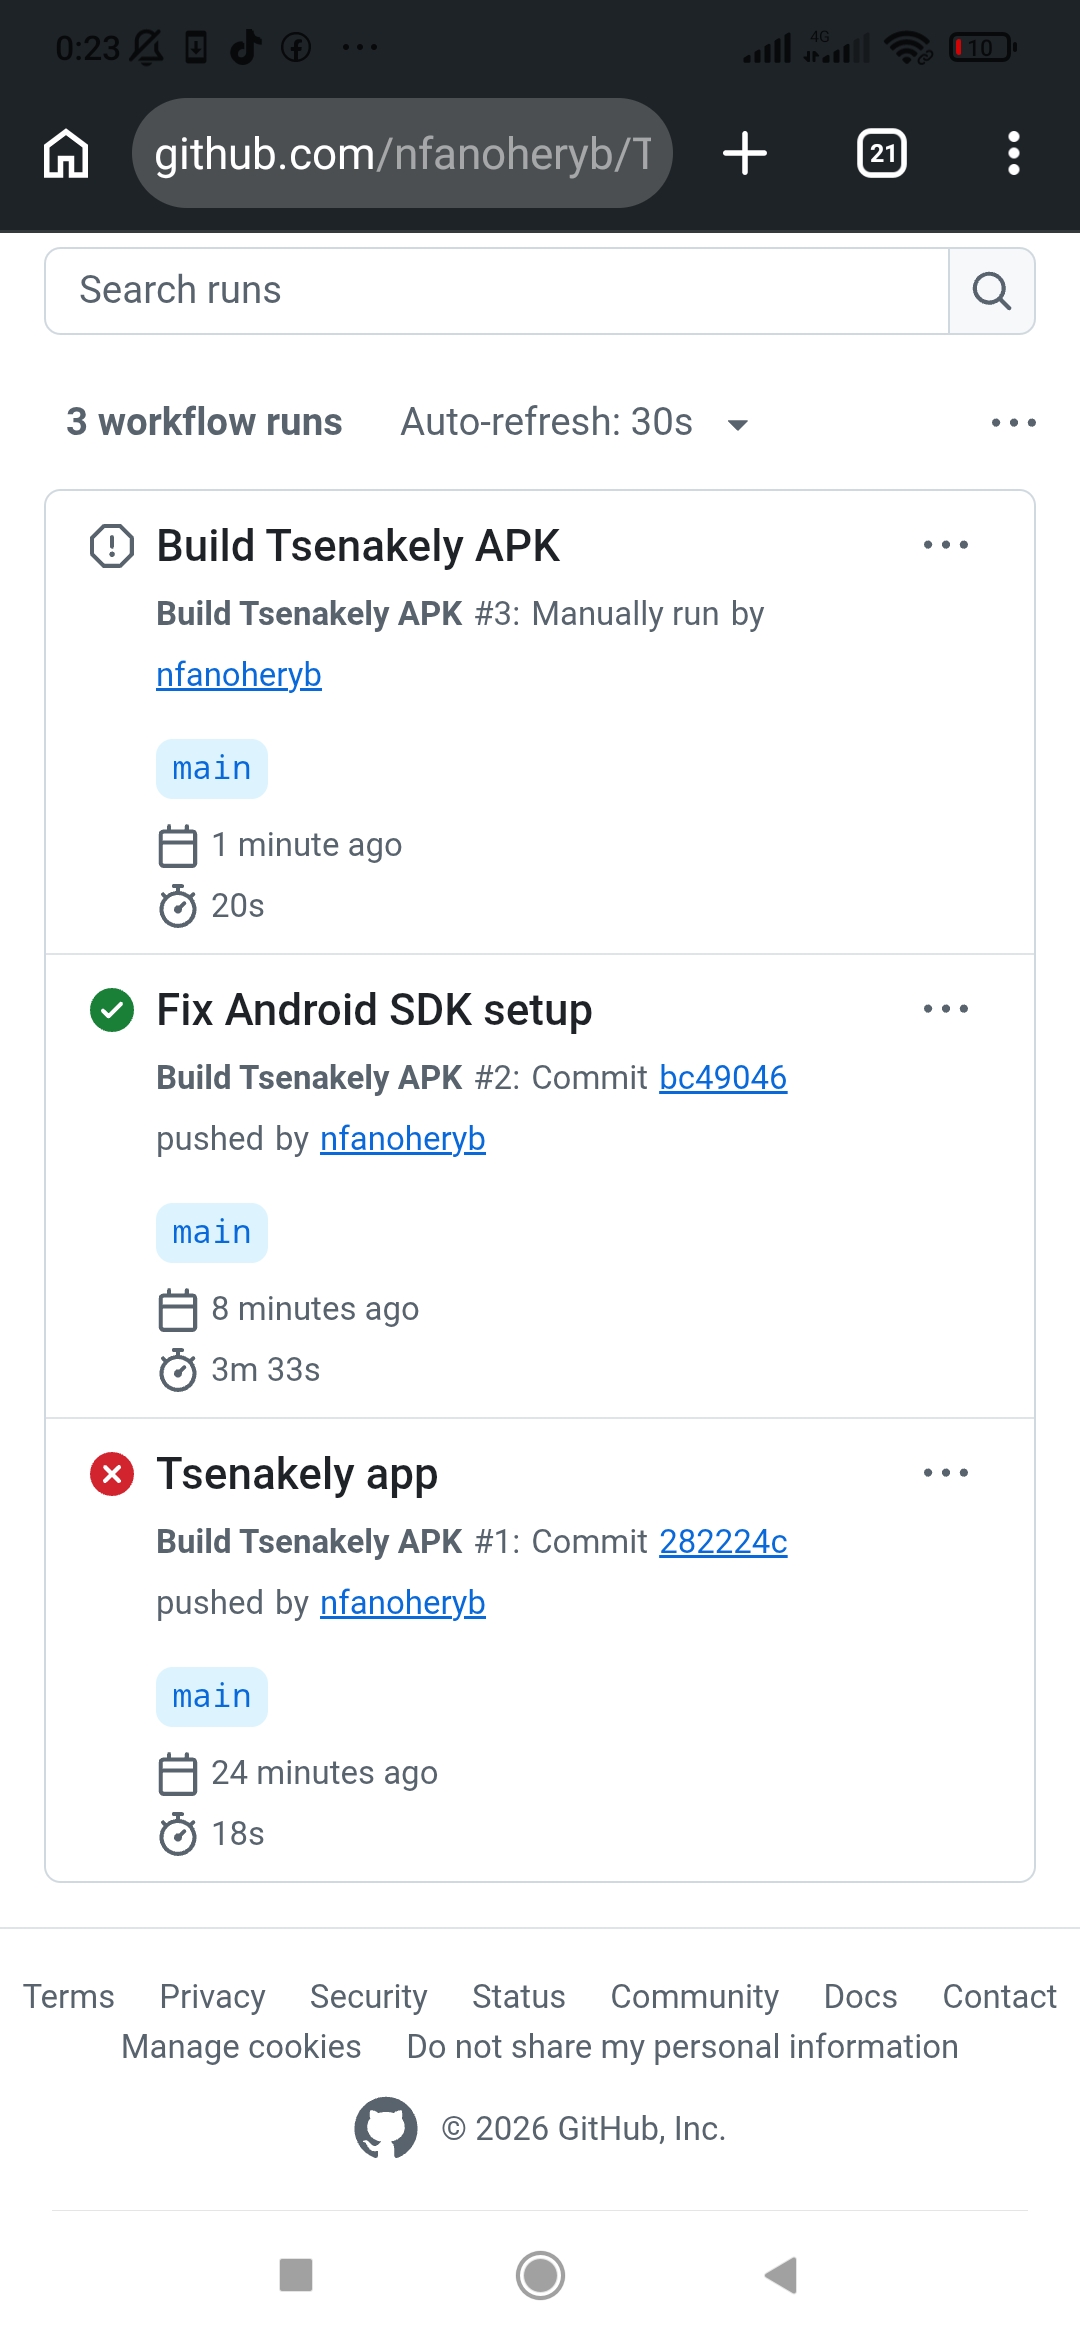 0:23
4G
10
github.com/nfanoheryb/T
21
Search runs
3 workflow runs Auto-refresh: 30s
Build Tsenakely APK
Build Tsenakely APK #3: Manually run by
nfanoheryb
main
1 minute ago
20s
Fix Android SDK setup
Build Tsenakely APK #2: Commit bc49046
pushed by nfanoheryb
main
8 minutes ago
3m 33s
Tsenakely app
Build Tsenakely APK #1: Commit 282224c
pushed by nfanoheryb
main
24 minutes ago
18s
Terms Privacy Security Status Community Docs Contact
Manage cookies Do not share my personal information
© 2026 GitHub, Inc.